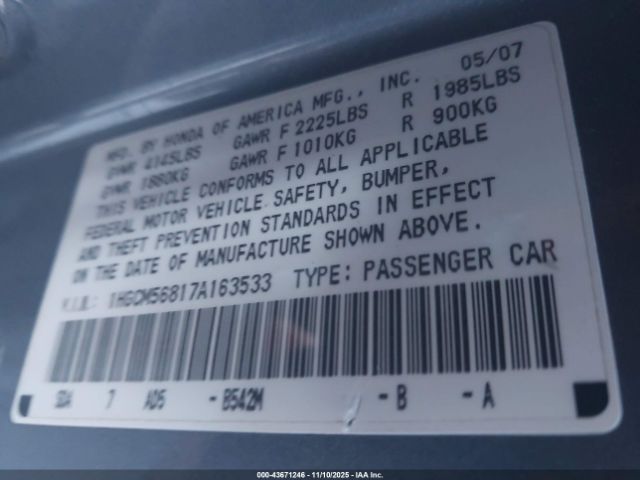 MFD. BY HONDA OF AMERICA MFG., INC. 05/07
GVWR 4145LBS GAWR F 2225LBS R 1985LBS
GVWR 1880KG GAWR F 1010KG R 900KG
THIS VEHICLE CONFORMS TO ALL APPLICABLE
FEDERAL MOTOR VEHICLE SAFETY, BUMPER,
AND THEFT PREVENTION STANDARDS IN EFFECT
ON THE DATE OF MANUFACTURE SHOWN ABOVE.
V.I.N.: 1HGCM56817A163533 TYPE: PASSENGER CAR
SDA 7 AD5 - B542M - B - A
000-43671246 - 11/10/2025 - IAA Inc.